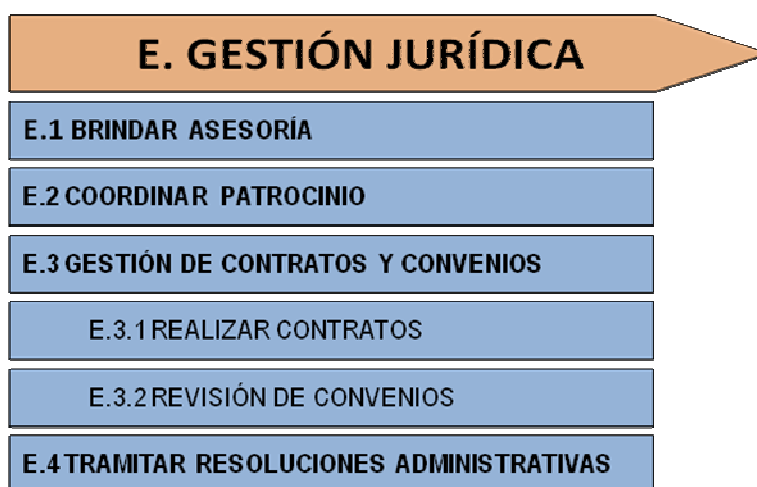 E. GESTIÓN JURÍDICA
E.1 BRINDAR ASESORÍA
E.2 COORDINAR PATROCINIO
E.3 GESTIÓN DE CONTRATOS Y CONVENIOS
E.3.1 REALIZAR CONTRATOS
E.3.2 REVISIÓN DE CONVENIOS
E.4 TRAMITAR RESOLUCIONES ADMINISTRATIVAS